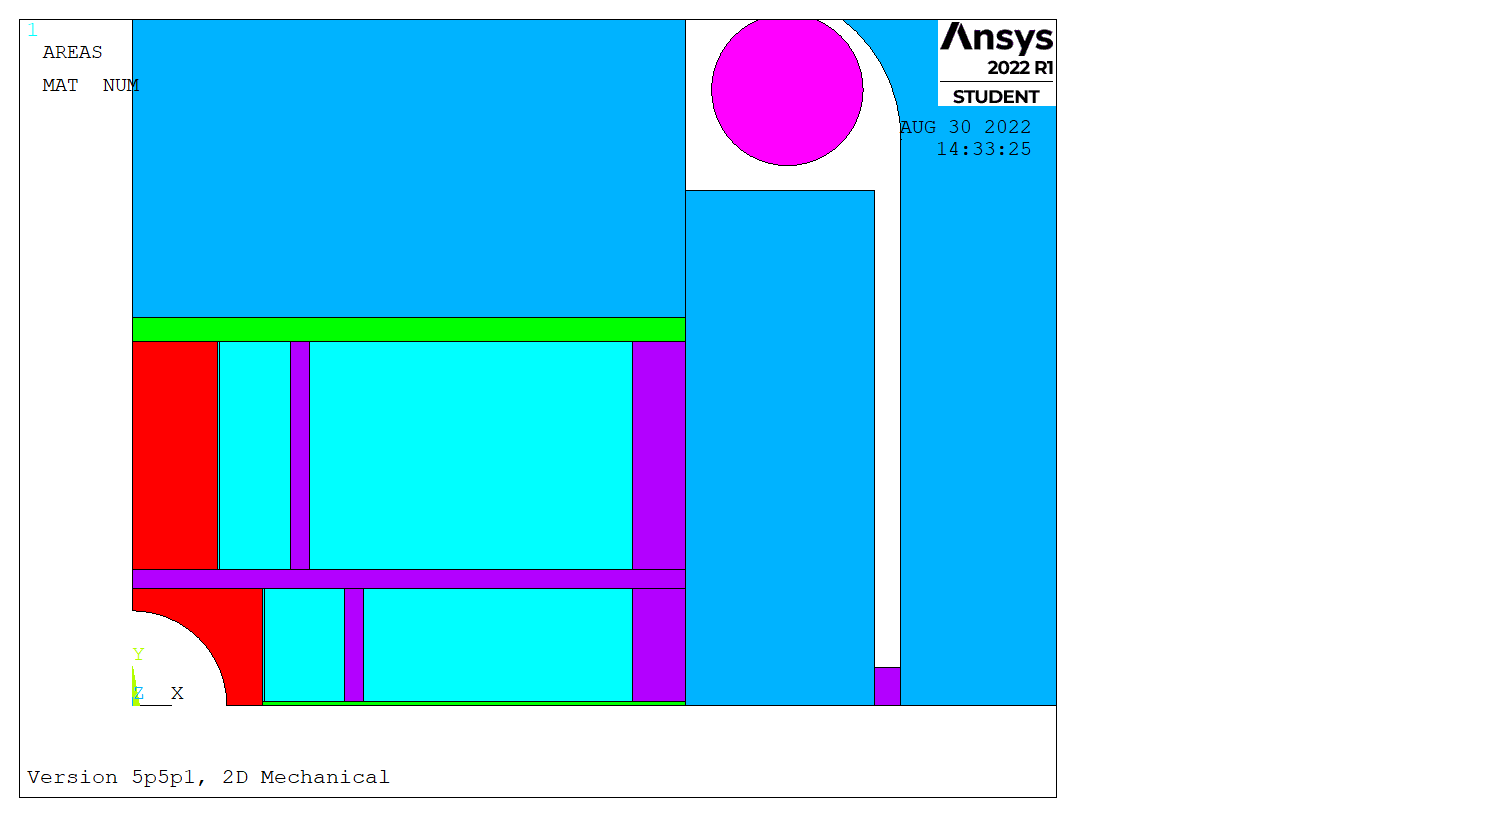 1
AREAS
MAT NUM
Ansys
2022 R1
STUDENT
AUG 30 2022
14:33:25
Y
Z X
Version 5p5p1, 2D Mechanical